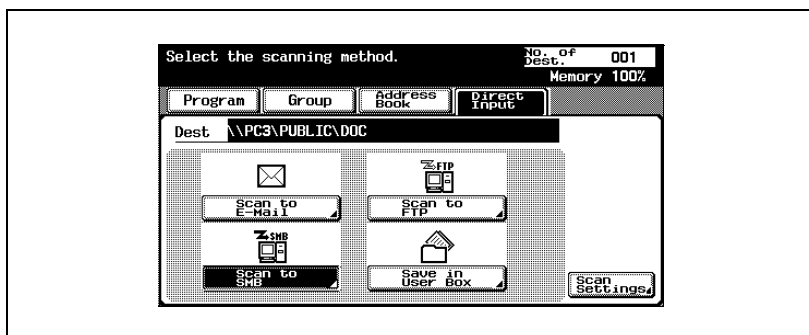 Select the scanning method.
No. of Dest. 001
Memory 100%
Program Group Address Book Direct Input
Dest \\PC3\PUBLIC\DOC
Scan to E-Mail
FTP
Scan to FTP
SMB
Scan to SMB
Save in User Box
Scan Settings